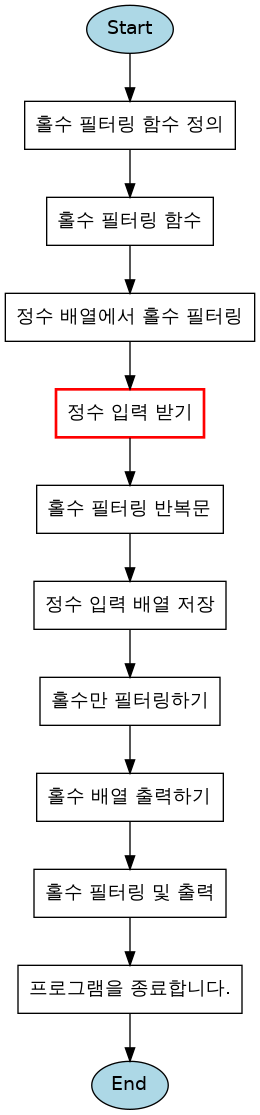 Start
홀수 필터링 함수 정의
홀수 필터링 함수
정수 배열에서 홀수 필터링
정수 입력 받기
홀수 필터링 반복문
정수 입력 배열 저장
홀수만 필터링하기
홀수 배열 출력하기
홀수 필터링 및 출력
프로그램을 종료합니다.
End